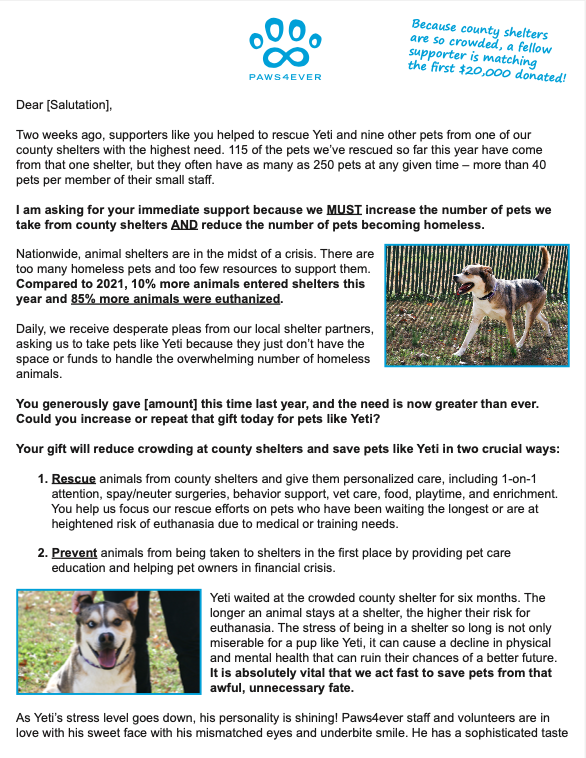 PAWS4EVER
Because county shelters
are so crowded, a fellow
supporter is matching
the first $20,000 donated!
Dear [Salutation],
Two weeks ago, supporters like you helped to rescue Yeti and nine other pets from one of our
county shelters with the highest need. 115 of the pets we’ve rescued so far this year have come
from that one shelter, but they often have as many as 250 pets at any given time – more than 40
pets per member of their small staff.
I am asking for your immediate support because we MUST increase the number of pets we
take from county shelters AND reduce the number of pets becoming homeless.
Nationwide, animal shelters are in the midst of a crisis. There are
too many homeless pets and too few resources to support them.
Compared to 2021, 10% more animals entered shelters this
year and 85% more animals were euthanized.
Daily, we receive desperate pleas from our local shelter partners,
asking us to take pets like Yeti because they just don’t have the
space or funds to handle the overwhelming number of homeless
animals.
You generously gave [amount] this time last year, and the need is now greater than ever.
Could you increase or repeat that gift today for pets like Yeti?
Your gift will reduce crowding at county shelters and save pets like Yeti in two crucial ways:
1. Rescue animals from county shelters and give them personalized care, including 1-on-1
attention, spay/neuter surgeries, behavior support, vet care, food, playtime, and enrichment.
You help us focus our rescue efforts on pets who have been waiting the longest or are at
heightened risk of euthanasia due to medical or training needs.
2. Prevent animals from being taken to shelters in the first place by providing pet care
education and helping pet owners in financial crisis.
Yeti waited at the crowded county shelter for six months. The
longer an animal stays at a shelter, the higher their risk for
euthanasia. The stress of being in a shelter so long is not only
miserable for a pup like Yeti, it can cause a decline in physical
and mental health that can ruin their chances of a better future.
It is absolutely vital that we act fast to save pets from that
awful, unnecessary fate.
As Yeti’s stress level goes down, his personality is shining! Paws4ever staff and volunteers are in
love with his sweet face with his mismatched eyes and underbite smile. He has a sophisticated taste